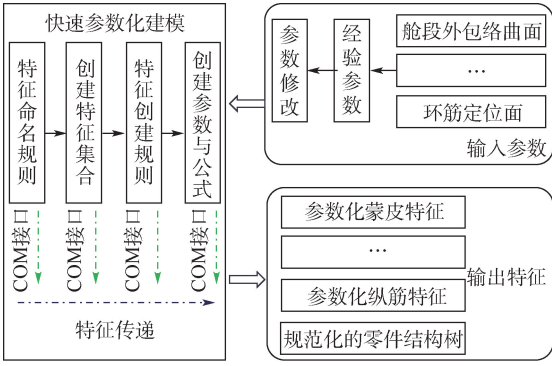 快速参数化建模
特征命名规则
创建特征集合
特征创建规则
创建参数与公式
COM接口
COM接口
COM接口
COM接口
特征传递
参数修改
经验参数
舱段外包络曲面
…
环筋定位面
输入参数
参数化蒙皮特征
…
参数化纵筋特征
规范化的零件结构树
输出特征